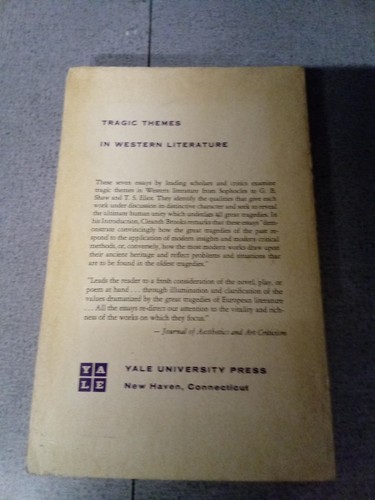 TRAGIC THEMES
IN WESTERN LITERATURE
These seven essays by leading scholars and critics examine
tragic themes in Western literature from Sophocles to G. B.
Shaw and T. S. Eliot. They identify the qualities that give each
work under discussion its distinctive character and seek to reveal
the ultimate human unity which underlies all great tragedies. In
his Introduction, Cleanth Brooks remarks that these essays "dem-
onstrate convincingly how the great tragedies of the past re-
spond to the application of modern insights and modern critical
methods, or, conversely, how the most modern works draw upon
their ancient heritage and reflect problems and situations that
are to be found in the oldest tragedies."
"Leads the reader to a fresh consideration of the novel, play, or
poem at hand . . . through illumination and clarification of the
values dramatized by the great tragedies of European literature
. . . All the essays re-direct our attention to the vitality and rich-
ness of the works on which they focus."
— Journal of Aesthetics and Art Criticism
YA
LE
YALE UNIVERSITY PRESS
New Haven, Connecticut